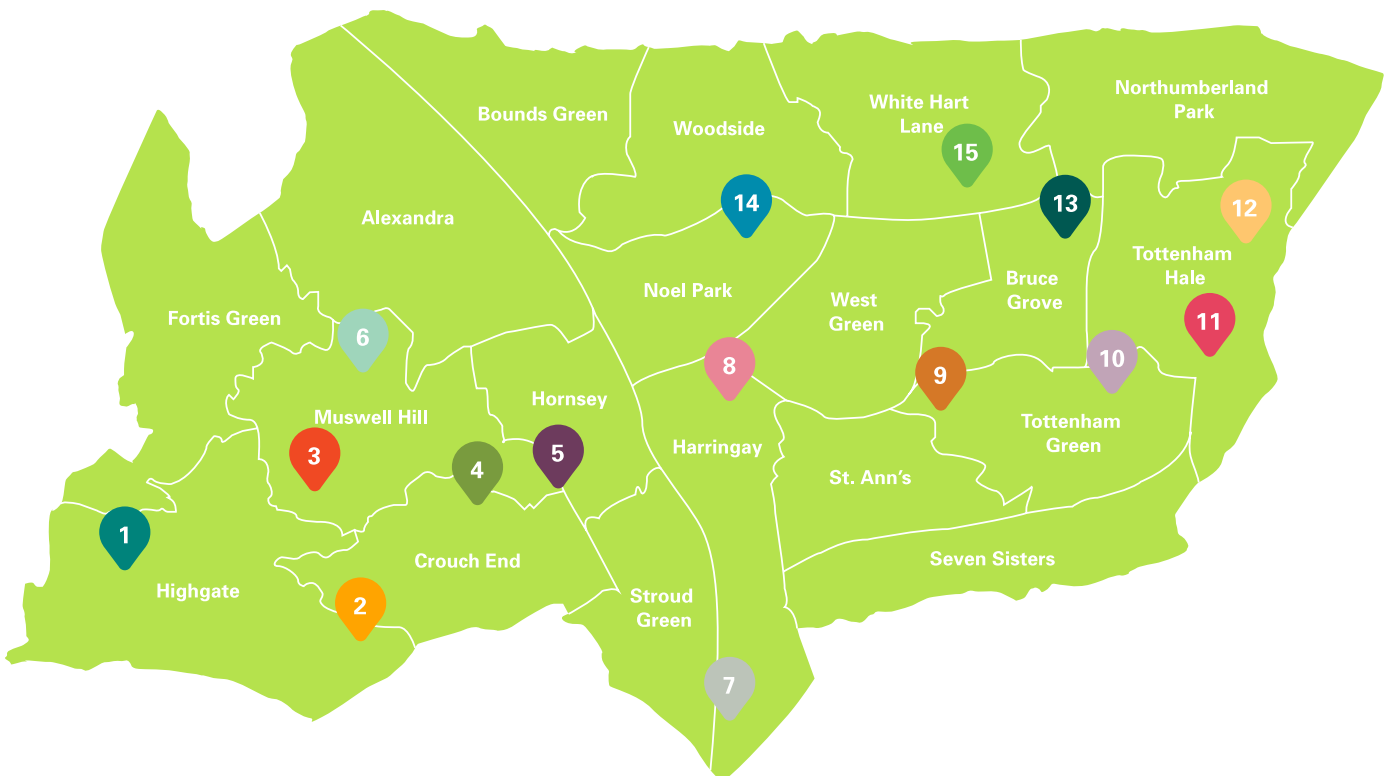 Northumberland
Park
White Hart
Lane
Bounds Green
Woodside
15
14
13
12
Alexandra
Tottenham
Hale
Noel Park
Bruce
Grove
West
Green
Fortis Green
6
11
8
9
10
Hornsey
Muswell Hill
Tottenham
Green
Harringay
3
4
5
St. Ann's
1
Crouch End
Seven Sisters
Highgate
2
Stroud
Green
7